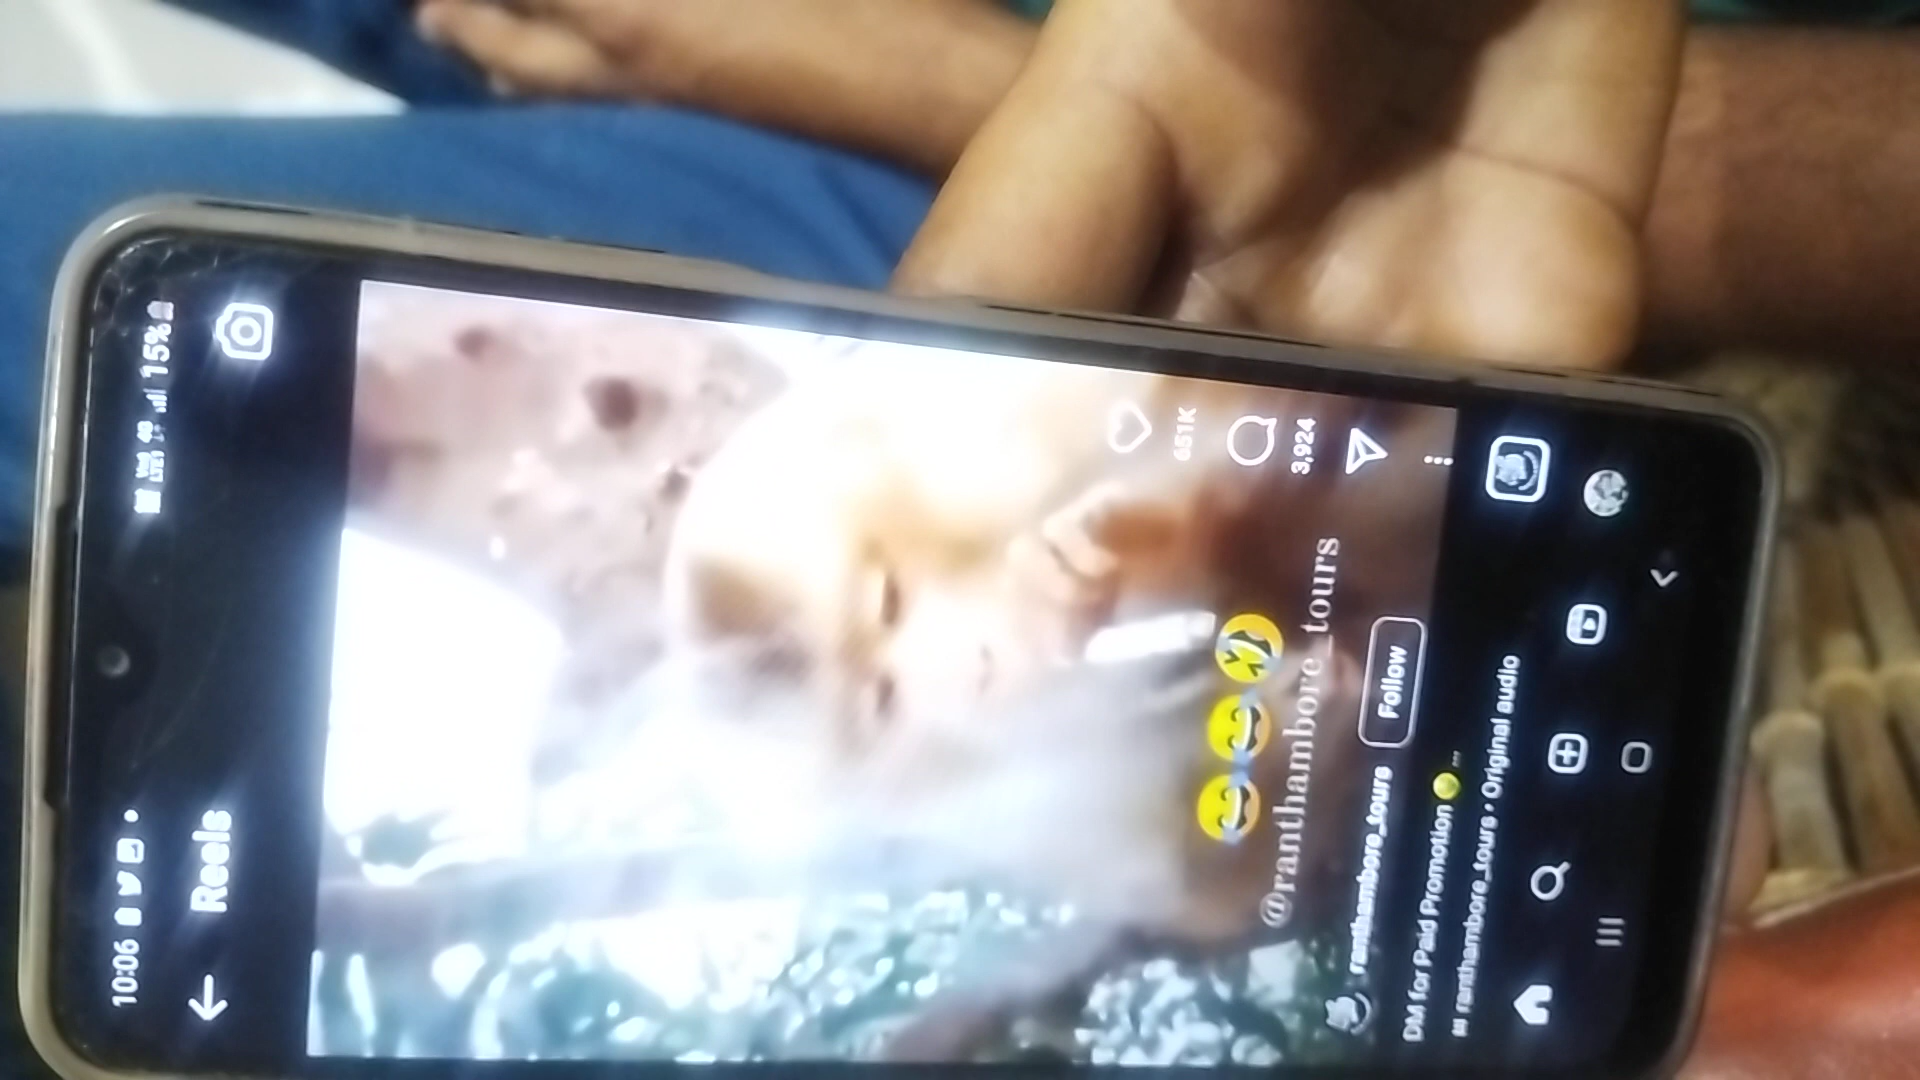 10:06
15%
Reels
651K
3,924
@ranthambore_tours
ranthambore_tours Follow
DM for Paid Promotion ...
ranthambore_tours • Original audio